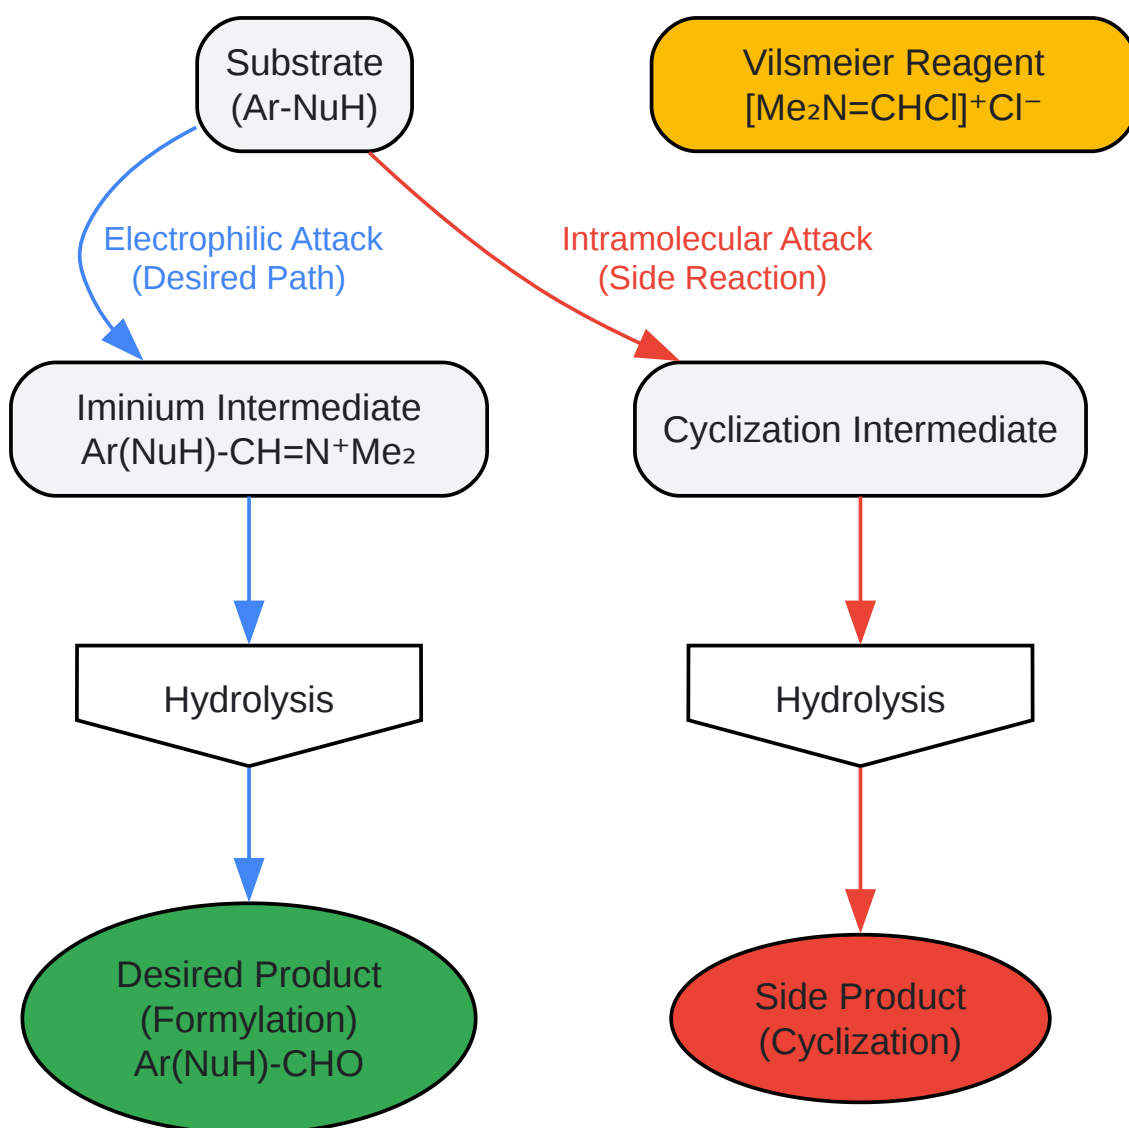 Substrate
(Ar-NuH)
Vilsmeier Reagent
[Me₂N=CHCl]⁺Cl⁻
Electrophilic Attack
(Desired Path)
Intramolecular Attack
(Side Reaction)
Iminium Intermediate
Ar(NuH)-CH=N⁺Me₂
Cyclization Intermediate
Hydrolysis
Hydrolysis
Desired Product
(Formylation)
Ar(NuH)-CHO
Side Product
(Cyclization)